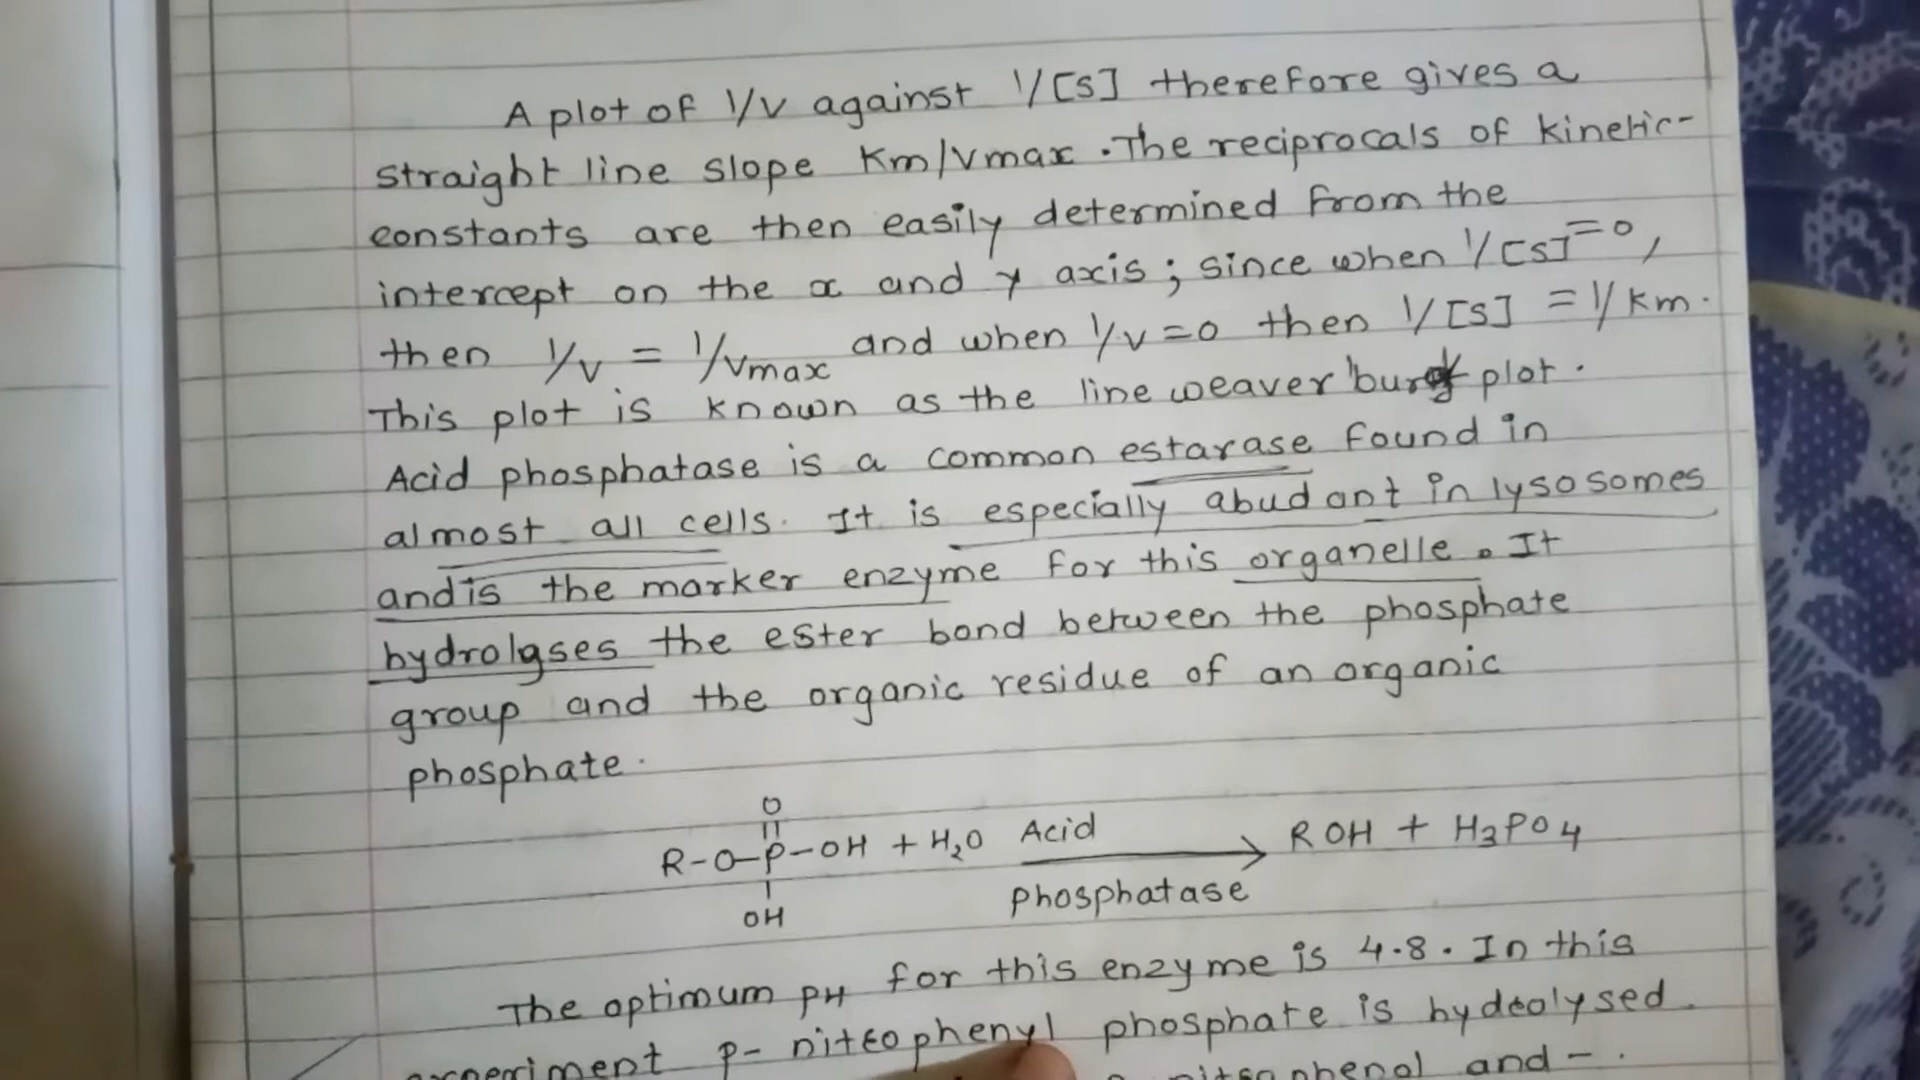 A plot of 1/V against 1/[S] therefore gives a
straight line slope Km/Vmax. The reciprocals of kinetic-
constants are then easily determined from the
intercept on the x and y axis; since when 1/[S]=0,
then 1/V = 1/Vmax and when 1/V=0 then 1/[S] = 1/Km.
This plot is known as the line weaver burk plot.
Acid phosphatase is a common estarase found in
almost all cells. It is especially abudant in lysosomes
and is the marker enzyme for this organelle. It
hydrolyses the ester bond between the phosphate
group and the organic residue of an organic
phosphate.
O
R-O-P-OH + H2O Acid → ROH + H3PO4
OH phosphatase
The optimum pH for this enzyme is 4.8. In this
experiment p-nitrophenyl phosphate is hydrolysed
and -.